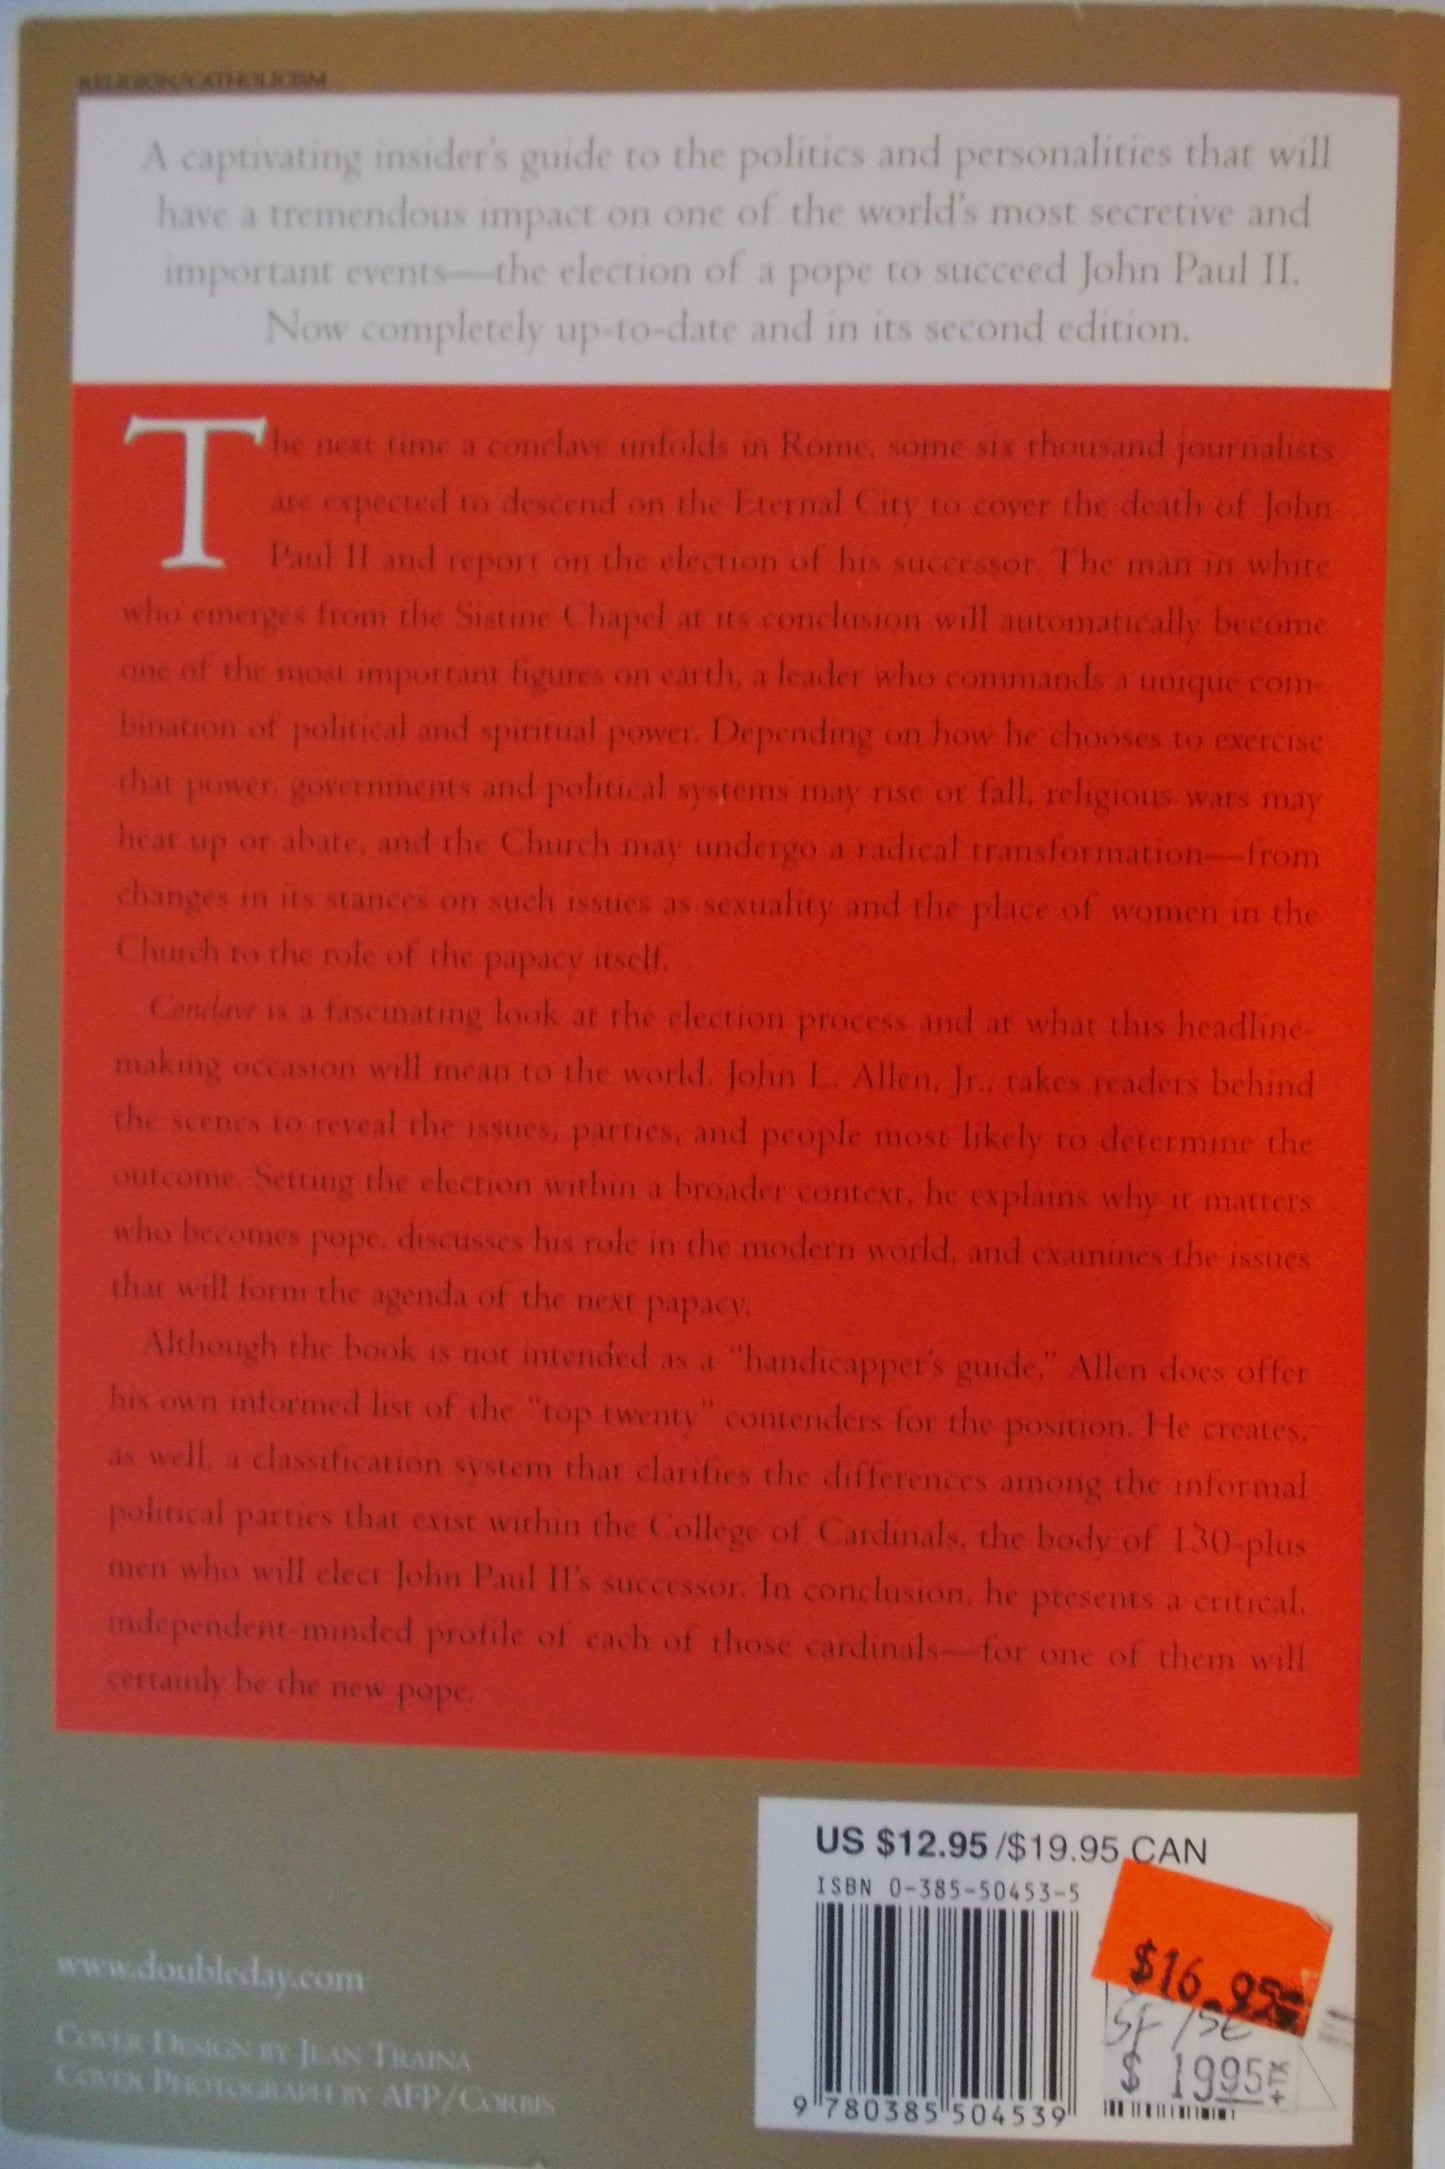 RELIGION/CATHOLICISM
A captivating insider's guide to the politics and personalities that will
have a tremendous impact on one of the world's most secretive and
important events—the election of a pope to succeed John Paul II.
Now completely up-to-date and in its second edition.
The next time a conclave unfolds in Rome, some six thousand journalists
are expected to descend on the Eternal City to cover the death of John
Paul II and report on the election of his successor. The man in white
who emerges from the Sistine Chapel at its conclusion will automatically become
one of the most important figures on earth, a leader who commands a unique com-
bination of political and spiritual power. Depending on how he chooses to exercise
that power, governments and political systems may rise or fall, religious wars may
heat up or abate, and the Church may undergo a radical transformation—from
changes in its stances on such issues as sexuality and the place of women in the
Church to the role of the papacy itself.
Conclave is a fascinating look at the election process and at what this headline-
making occasion will mean to the world. John L. Allen, Jr., takes readers behind
the scenes to reveal the issues, parties, and people most likely to determine the
outcome. Setting the election within a broader context, he explains why it matters
who becomes pope, discusses his role in the modern world, and examines the issues
that will form the agenda of the next papacy.
Although the book is not intended as a "handicapper's guide," Allen does offer
his own informed list of the "top twenty" contenders for the position. He creates,
as well, a classification system that clarifies the differences among the informal
political parties that exist within the College of Cardinals, the body of 130-plus
men who will elect John Paul II's successor. In conclusion, he presents a critical,
independent-minded profile of each of those cardinals—for one of them will
certainly be the new pope.
US $12.95/$19.95 CAN
ISBN 0-385-50453-5
$16.95
$ 1995
9 780385 504539
www.doubleday.com
COVER DESIGN BY JEAN TRAINA
COVER PHOTOGRAPH BY AFP/CORBIS